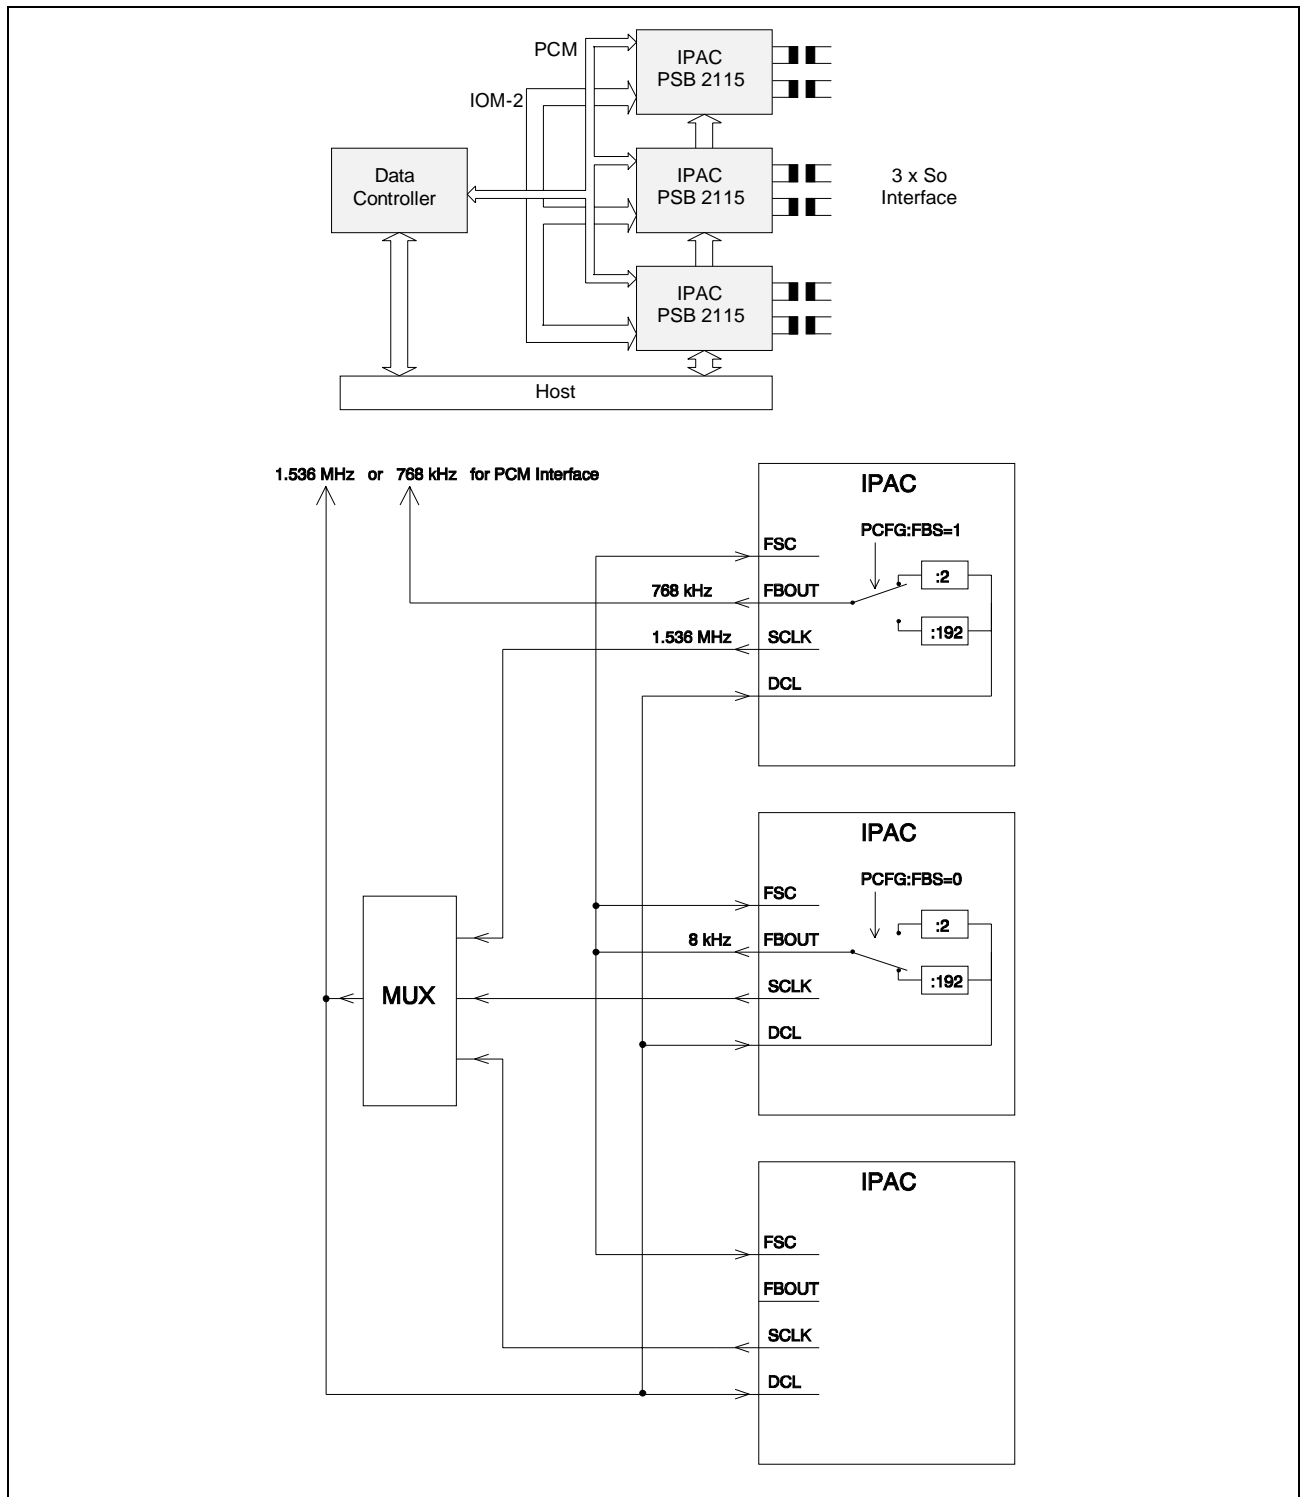 PCM
IPAC
PSB 2115
IOM-2
Data
Controller
IPAC
PSB 2115
3 x So
Interface
IPAC
PSB 2115
Host
1.536 MHz or 768 kHz for PCM Interface
IPAC
PCFG:FBS=1
FSC
:2
768 kHz
FBOUT
:192
1.536 MHz
SCLK
DCL
IPAC
PCFG:FBS=0
FSC
:2
8 kHz
FBOUT
:192
MUX
SCLK
DCL
IPAC
FSC
FBOUT
SCLK
DCL